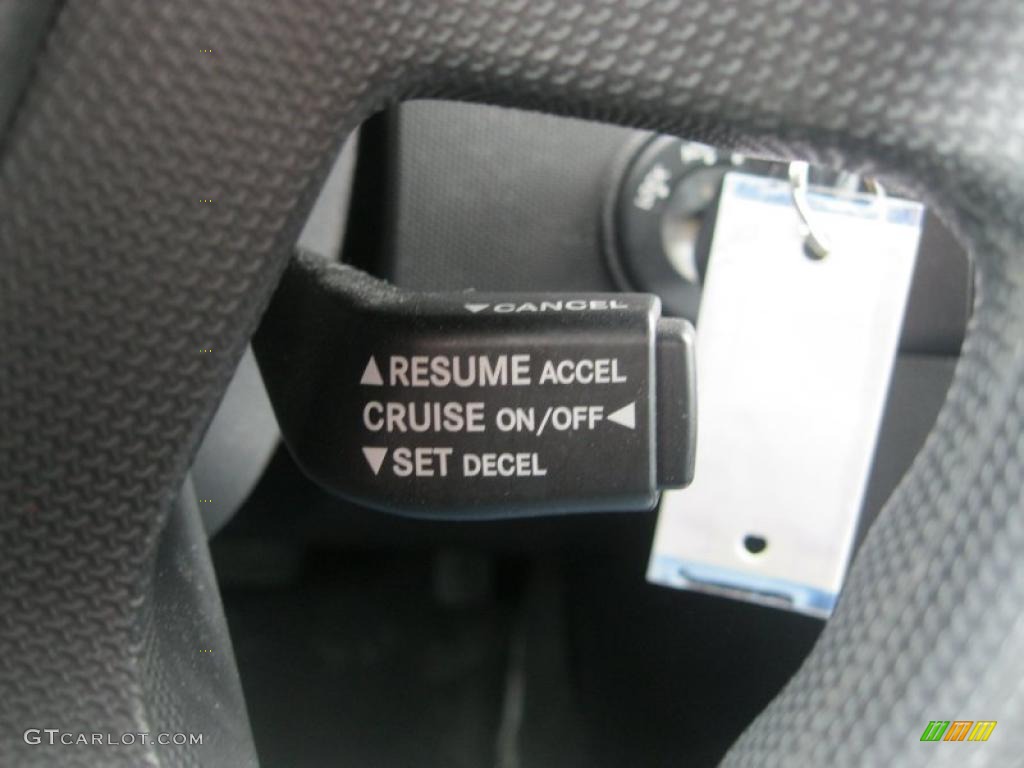 ▼CANCEL
▲RESUME ACCEL
CRUISE ON/OFF◀
▼SET DECEL
GTCARLOT.COM